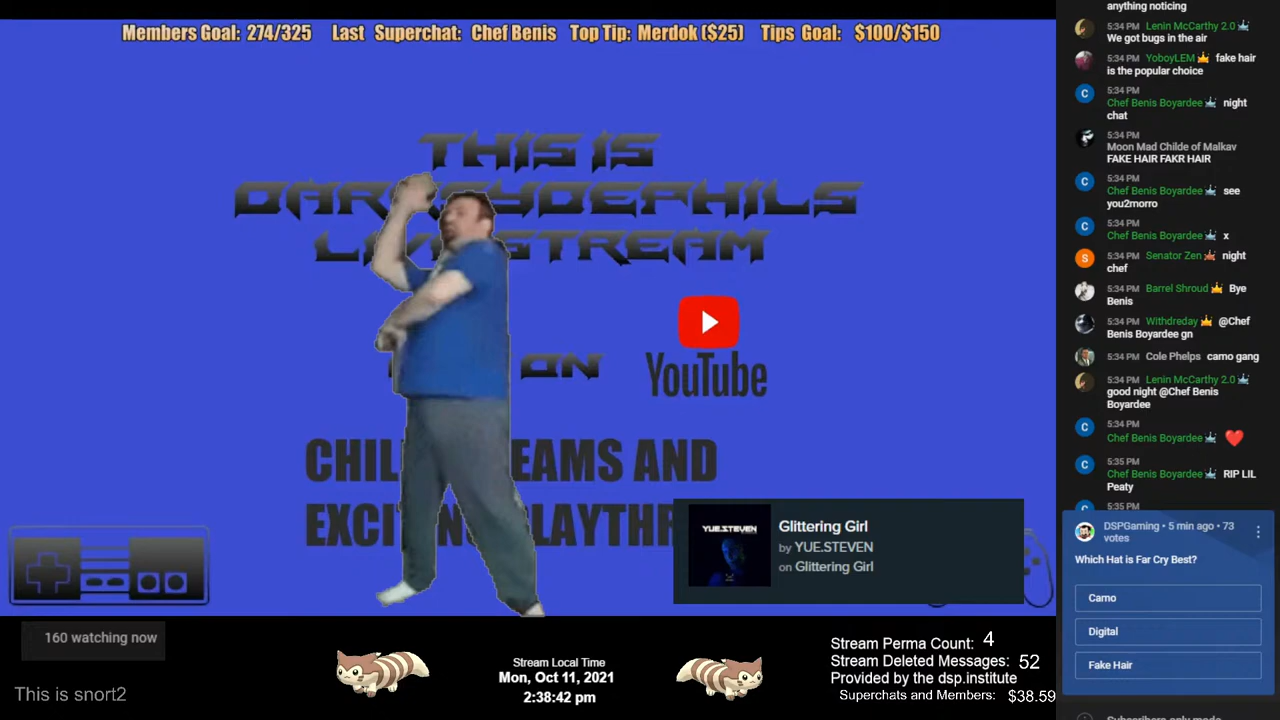 Members Goal: 274/325 Last Superchat: Chef Benis Top Tip: Merdok ($25) Tips Goal: $100/$150
THIS IS
LIVESTREAM
ON
YouTube
AND
Glittering Girl
by YUE.STEVEN
on Glittering Girl
YUE.STEVEN
160 watching now
This is snort2
Stream Local Time
Mon, Oct 11, 2021
2:38:42 pm
Stream Perma Count: 4
Stream Deleted Messages: 52
Provided by the dsp.institute
Superchats and Members: $38.59
anything noticing
5:34 PM Lenin McCarthy 2.0
We got bugs in the air
5:34 PM YoboyLEM fake hair
is the popular choice
C
5:34 PM
Chef Benis Boyardee night
chat
5:34 PM
Moon Mad Childe of Malkav
FAKE HAIR FAKR HAIR
C
5:34 PM
Chef Benis Boyardee see
you2morro
C
5:34 PM
Chef Benis Boyardee x
S
5:34 PM Senator Zen night
chef
5:34 PM Barrel Shroud Bye
Benis
5:34 PM Withdreday @Chef
Benis Boyardee gn
5:34 PM Cole Phelps camo gang
5:34 PM Lenin McCarthy 2.0
good night @Chef Benis
Boyardee
C
5:34 PM
Chef Benis Boyardee
C
5:35 PM
Chef Benis Boyardee RIP LIL
Peaty
5:35 PM
DSPGaming • 5 min ago • 73
votes
Which Hat is Far Cry Best?
Camo
Digital
Fake Hair
Subscribers-only mode